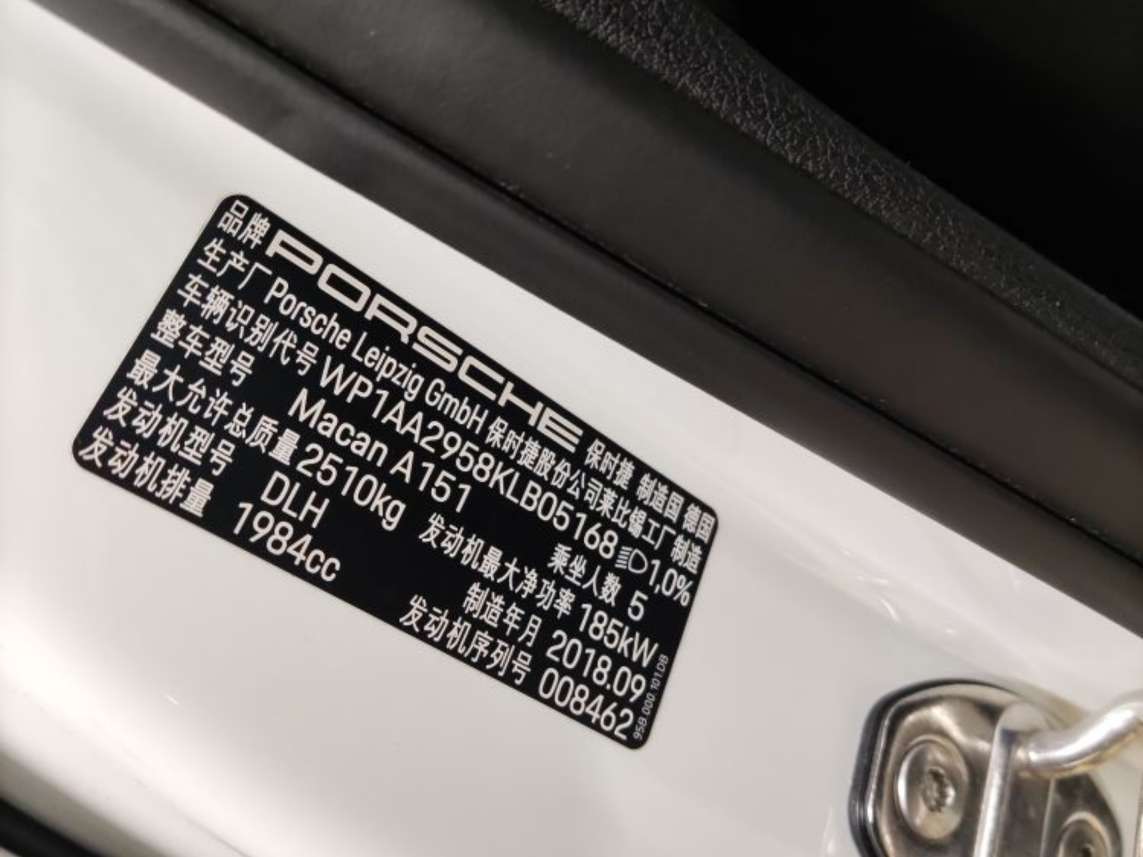 品牌 PORSCHE 保时捷 制造国 德国
生产厂 Porsche Leipzig GmbH 保时捷股份公司莱比锡工厂制造
车辆识别代号 WP1AA2958KLB05168 1,0%
整车型号 Macan A151 乘坐人数 5
最大允许总质量 2510kg 发动机最大净功率 185kW
发动机型号 DLH 制造年月 2018.09
发动机排量 1984cc 发动机序列号 008462
95B.000.101.DB